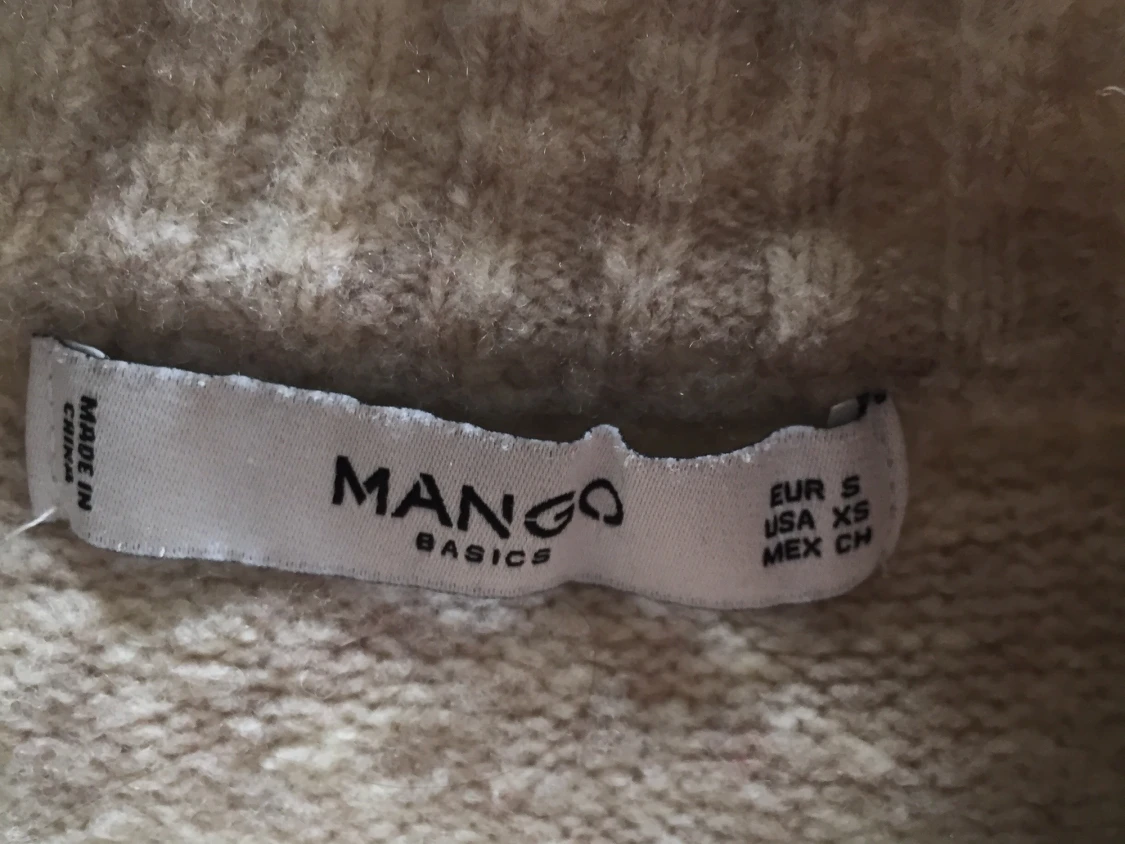 MADE IN
CHINA
MANGO
BASICS
EUR S
USA XS
MEX CH